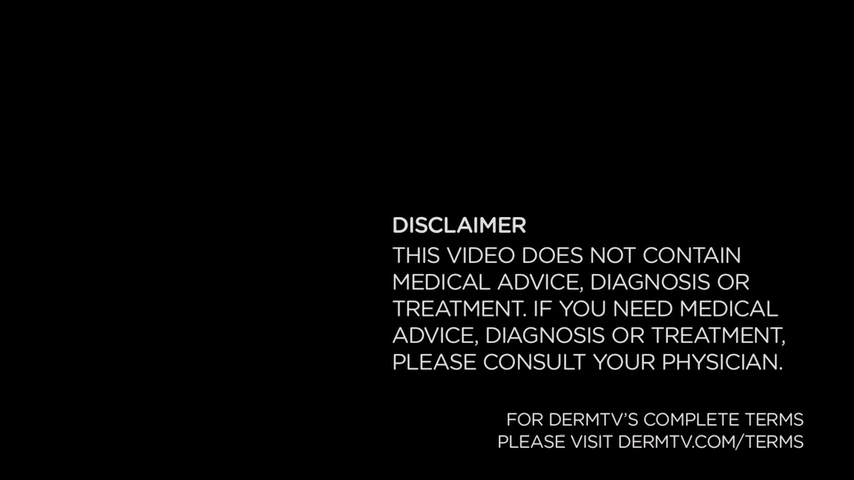 DISCLAIMER
THIS VIDEO DOES NOT CONTAIN
MEDICAL ADVICE, DIAGNOSIS OR
TREATMENT. IF YOU NEED MEDICAL
ADVICE, DIAGNOSIS OR TREATMENT,
PLEASE CONSULT YOUR PHYSICIAN.
FOR DERMTV'S COMPLETE TERMS
PLEASE VISIT DERMTV.COM/TERMS